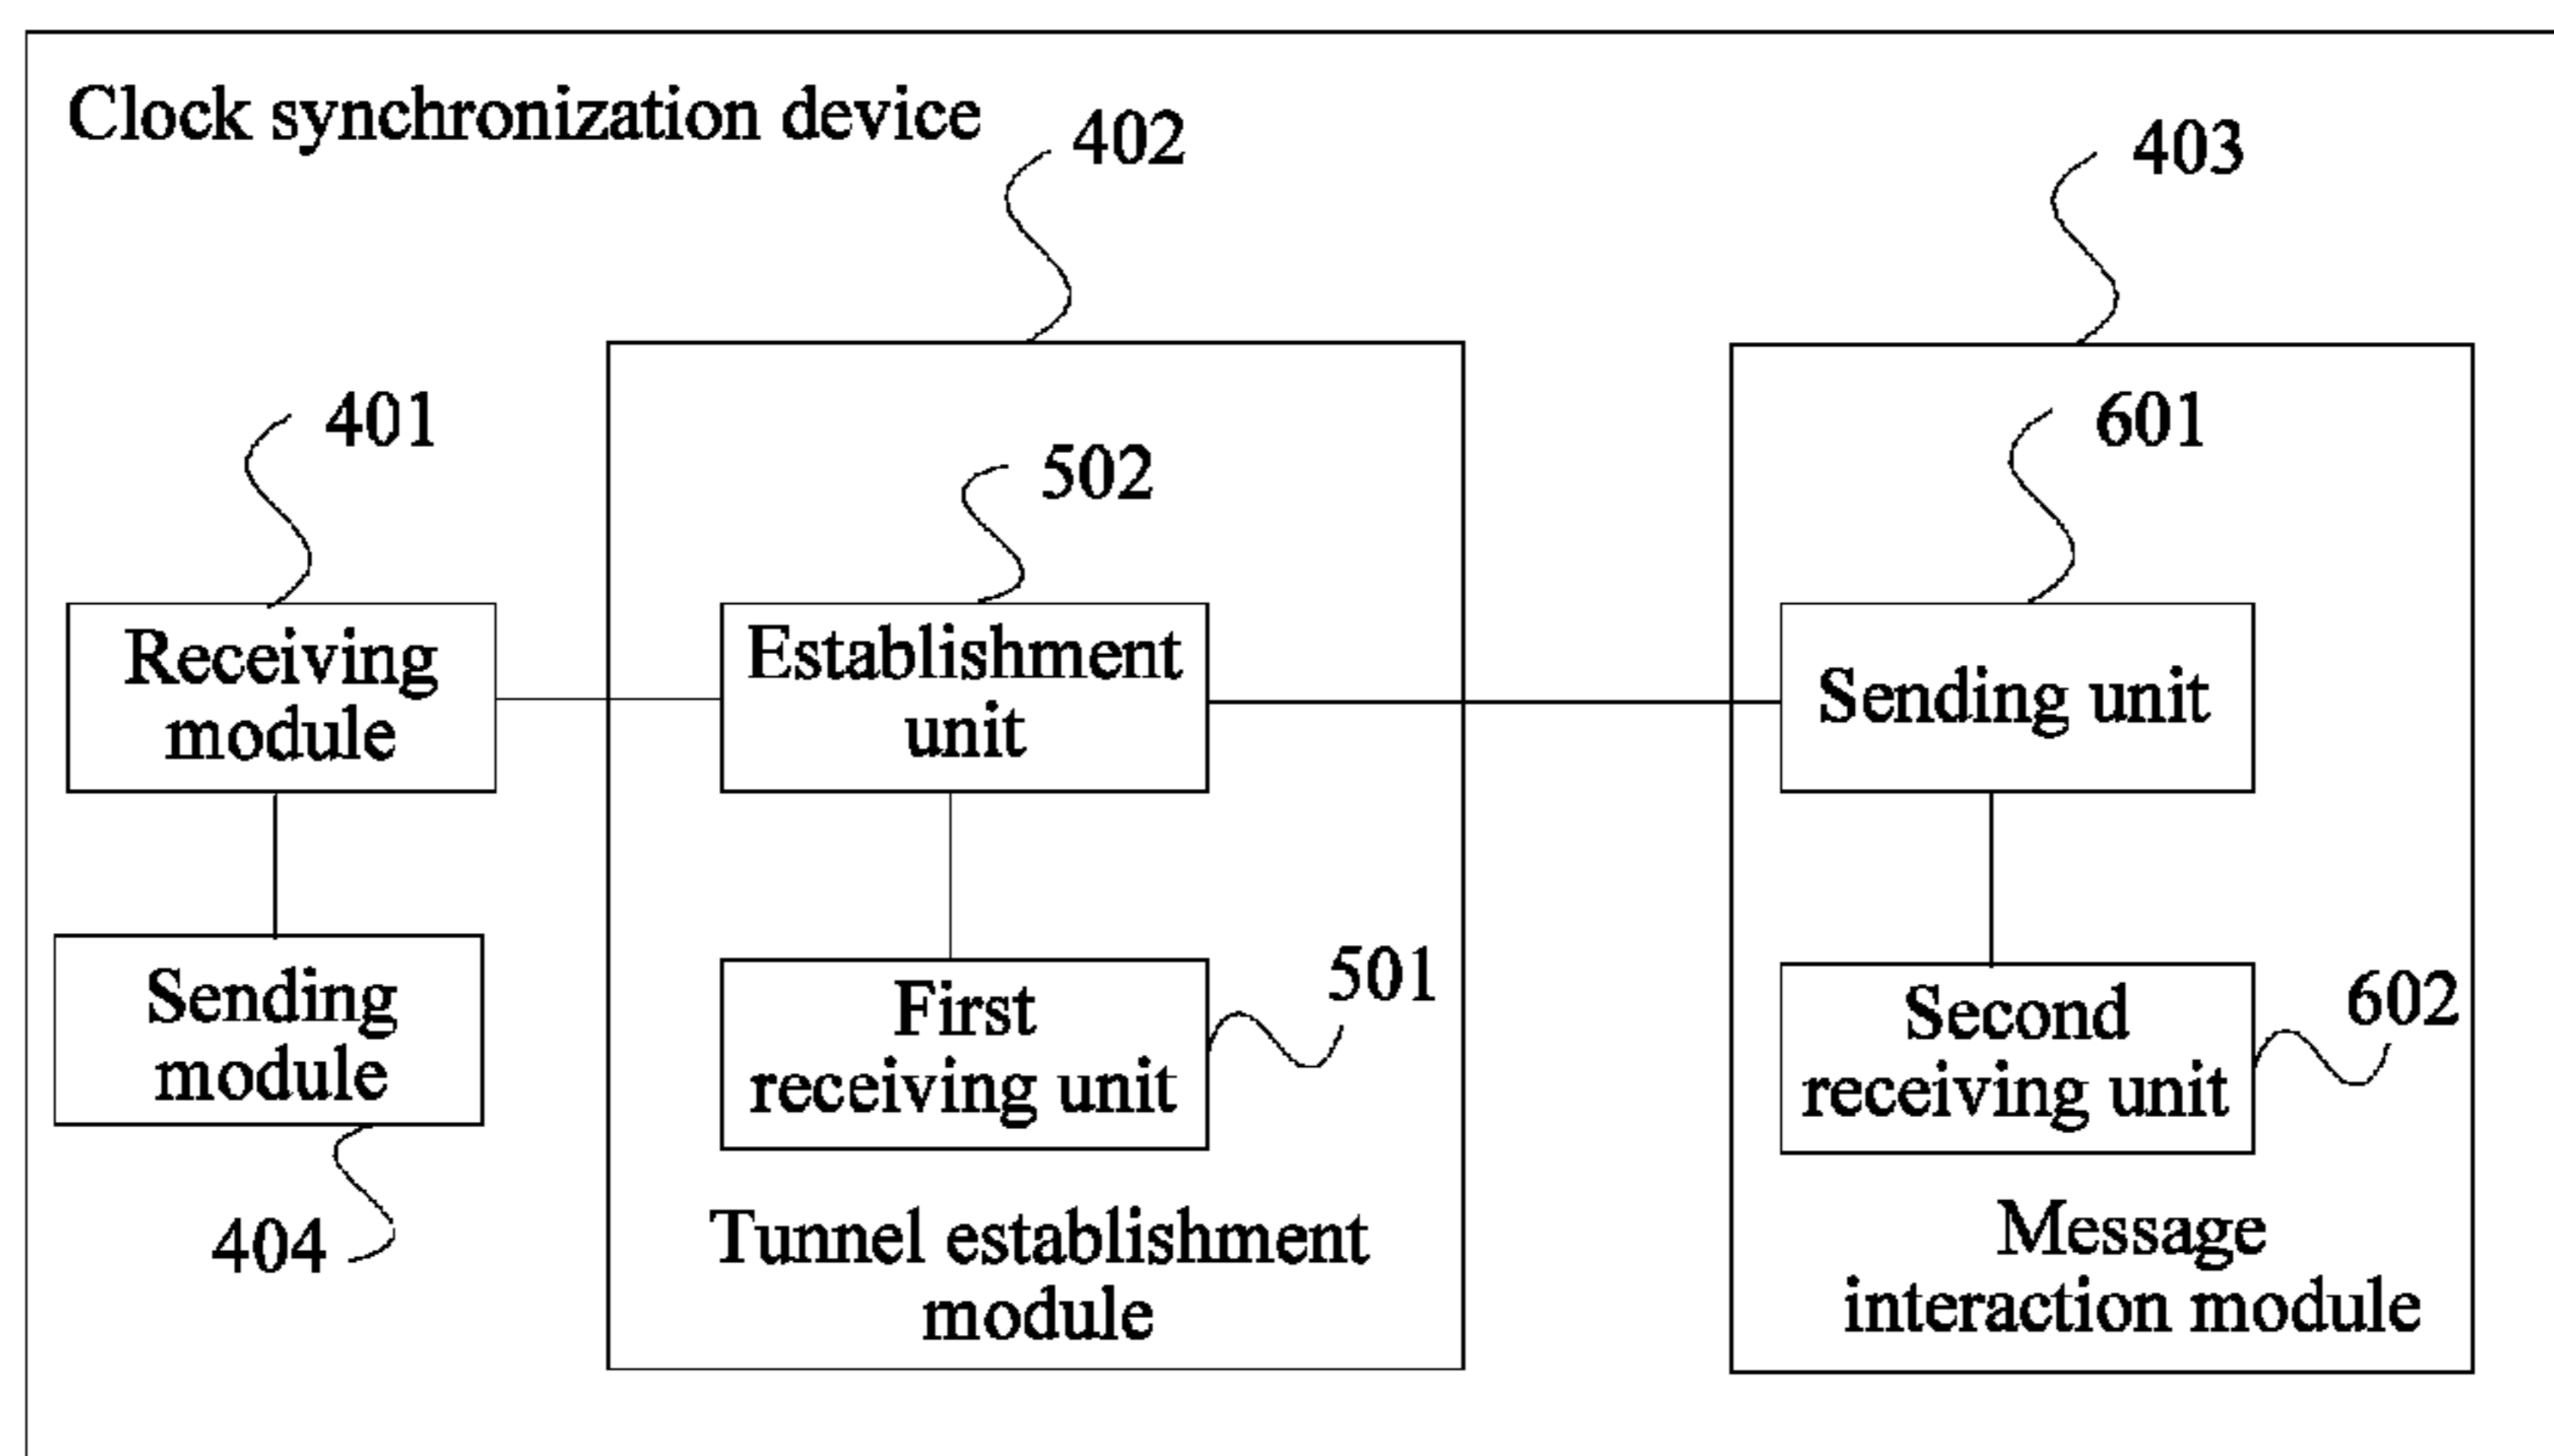 Clock synchronization device
402
403
401
502
601
Receiving
module
Establishment
unit
Sending unit
Sending
module
404
First
receiving unit
501
Second
receiving unit
602
Tunnel establishment
module
Message
interaction module